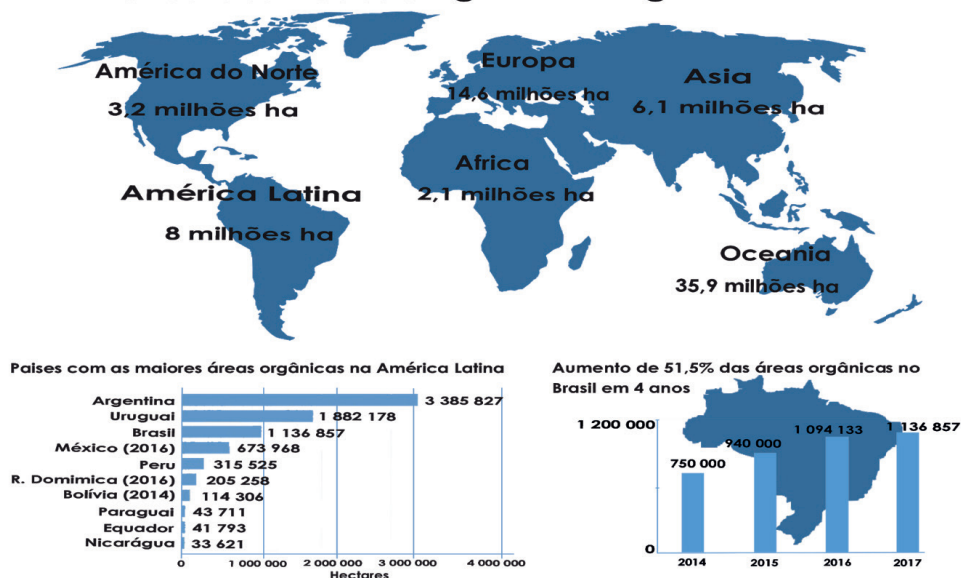 América do Norte
3,2 milhões ha
Europa
14,6 milhões ha
Asia
6,1 milhões ha
Africa
2,1 milhões ha
América Latina
8 milhões ha
Oceania
35,9 milhões ha
Paises com as maiores áreas orgânicas na América Latina
Argentina 3 385 827
Uruguai 1 882 178
Brasil 1 136 857
México (2016) 673 968
Peru 315 525
R. Domimica (2016) 205 258
Bolívia (2014) 114 306
Paraguai 43 711
Equador 41 793
Nicarágua 33 621
0 1 000 000 2 000 000 3 000 000 4 000 000
Hectares
Aumento de 51,5% das áreas orgânicas no
Brasil em 4 anos
1 200 000
0
750 000
940 000
1 094 133
1 136 857
2014 2015 2016 2017